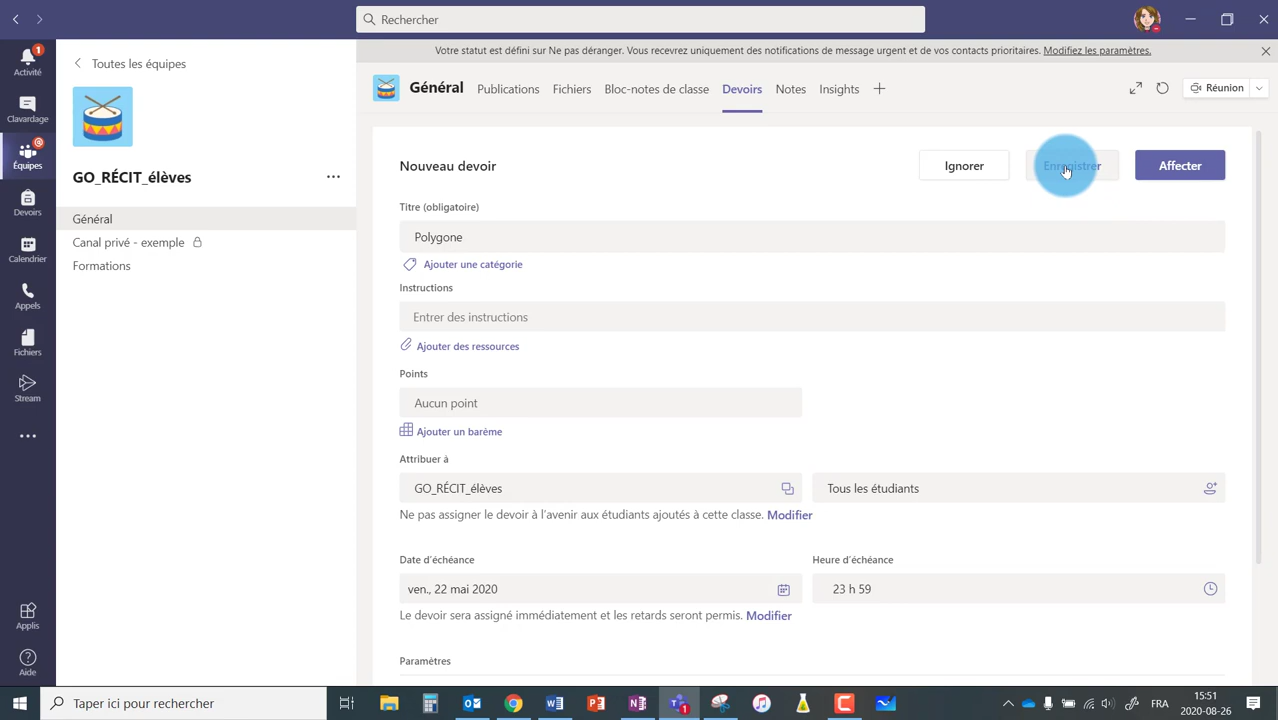 Rechercher
Votre statut est défini sur Ne pas déranger. Vous recevrez uniquement des notifications de message urgent et de vos contacts prioritaires. Modifiez les paramètres.
1
Activité
Clavardage
@
Équipes
Devoirs
Calendrier
Appels
Fichiers
Stream
Applis
Aide
Toutes les équipes
GO_RÉCIT_élèves
Général
Canal privé - exemple
Formations
Général Publications Fichiers Bloc-notes de classe Devoirs Notes Insights
Réunion
Nouveau devoir
Ignorer
Enregistrer
Affecter
Titre (obligatoire)
Polygone
Ajouter une catégorie
Instructions
Entrer des instructions
Ajouter des ressources
Points
Aucun point
Ajouter un barème
Attribuer à
GO_RÉCIT_élèves
Tous les étudiants
Ne pas assigner le devoir à l'avenir aux étudiants ajoutés à cette classe. Modifier
Date d'échéance
Heure d'échéance
ven., 22 mai 2020
23 h 59
Le devoir sera assigné immédiatement et les retards seront permis. Modifier
Paramètres
Taper ici pour rechercher
1
FRA
15:51
2020-08-26